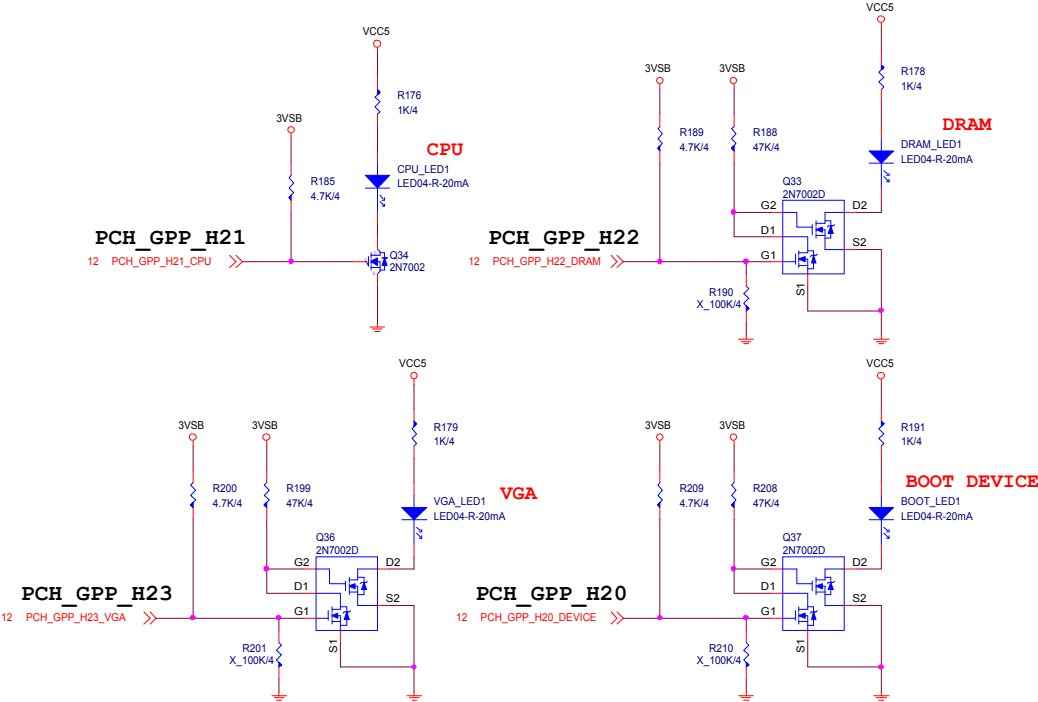 VCC5
R176
1K/4
3VSB
CPU
CPU_LED1
LED04-R-20mA
R185
4.7K/4
PCH_GPP_H21
12 PCH_GPP_H21_CPU
Q34
2N7002
VCC5
3VSB
3VSB
R178
1K/4
DRAM
R189
4.7K/4
R188
47K/4
DRAM_LED1
LED04-R-20mA
Q33
2N7002D
G2
D2
D1
PCH_GPP_H22
S2
G1
12 PCH_GPP_H22_DRAM
S1
R190
X_100K/4
VCC5
3VSB
3VSB
R179
1K/4
VGA
R200
4.7K/4
R199
47K/4
VGA_LED1
LED04-R-20mA
Q36
2N7002D
G2
D2
D1
PCH_GPP_H23
S2
G1
12 PCH_GPP_H23_VGA
S1
R201
X_100K/4
VCC5
3VSB
3VSB
R191
1K/4
BOOT DEVICE
R209
4.7K/4
R208
47K/4
BOOT_LED1
LED04-R-20mA
Q37
2N7002D
G2
D2
D1
PCH_GPP_H20
S2
G1
12 PCH_GPP_H20_DEVICE
S1
R210
X_100K/4